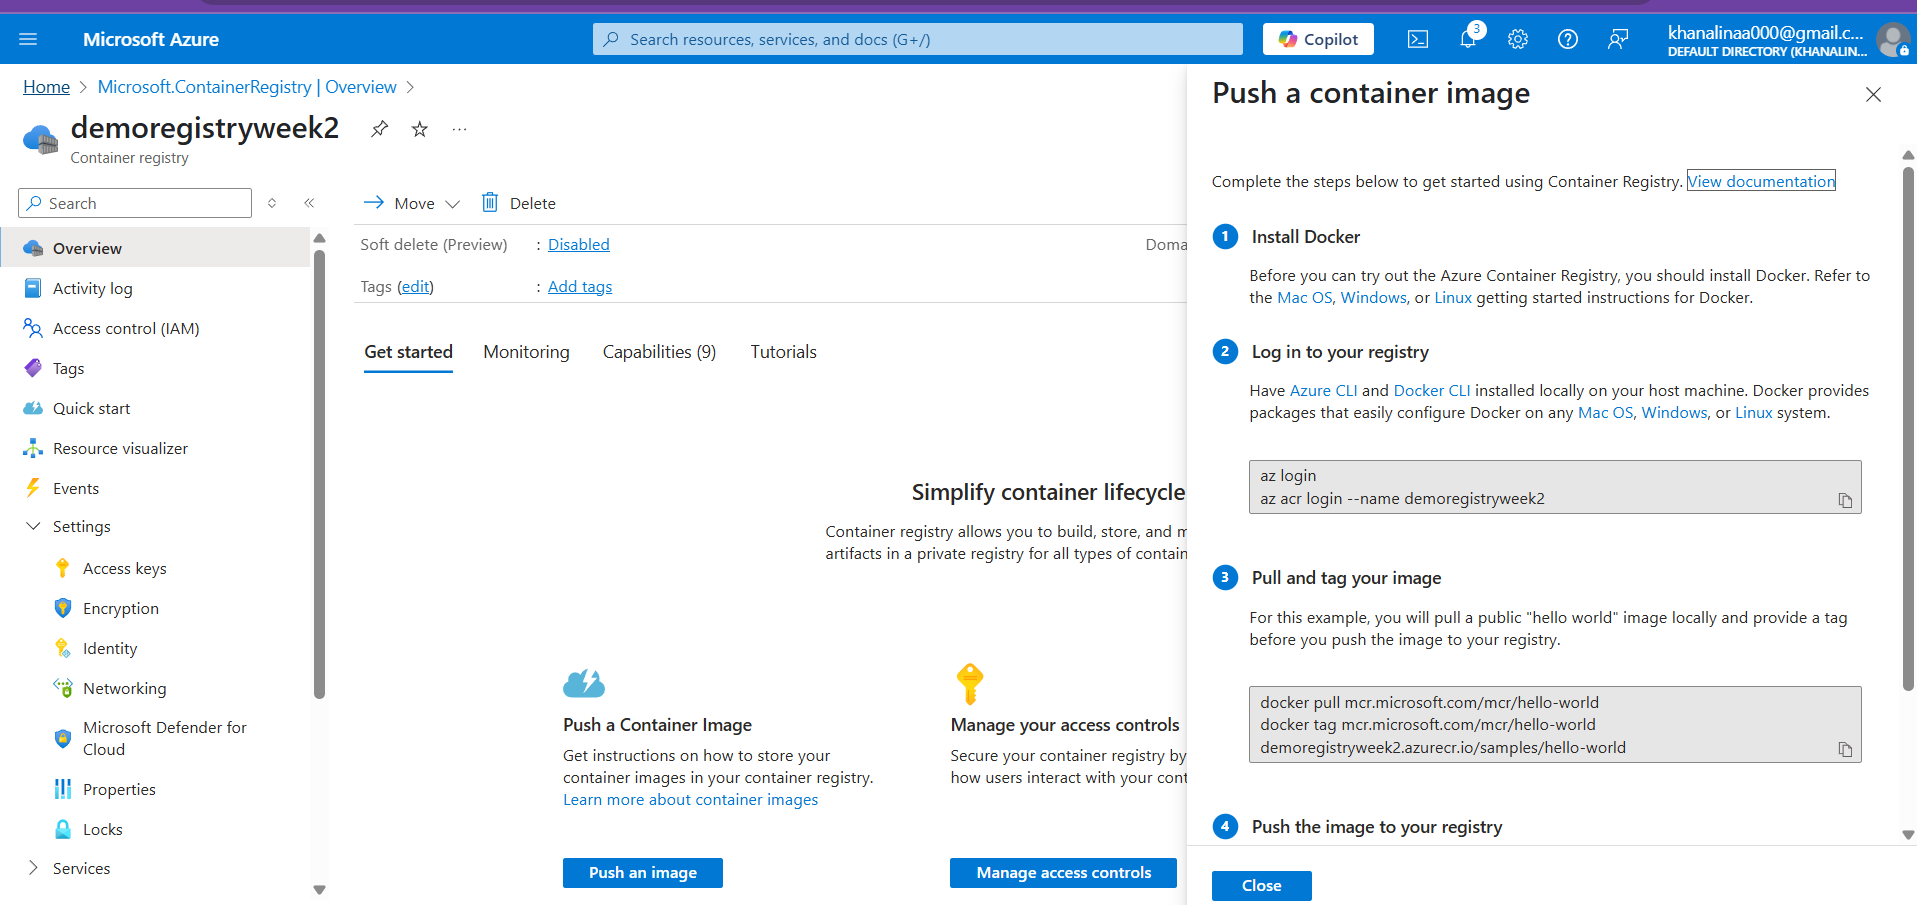 Microsoft Azure
Search resources, services, and docs (G+/)
Copilot
3
khanalinaa000@gmail.c...
DEFAULT DIRECTORY (KHANALIN...
Home > Microsoft.ContainerRegistry | Overview >
demoregistryweek2
Container registry
Search
Overview
Activity log
Access control (IAM)
Tags
Quick start
Resource visualizer
Events
Settings
Access keys
Encryption
Identity
Networking
Microsoft Defender for
Cloud
Properties
Locks
Services
Move
Delete
Soft delete (Preview) : Disabled
Doma
Tags (edit) : Add tags
Get started Monitoring Capabilities (9) Tutorials
Simplify container lifecycle
Container registry allows you to build, store, and m
artifacts in a private registry for all types of contain
Push a Container Image
Get instructions on how to store your
container images in your container registry.
Learn more about container images
Push an image
Manage your access controls
Secure your container registry by
how users interact with your cont
Manage access controls
Push a container image
Complete the steps below to get started using Container Registry. View documentation
1 Install Docker
Before you can try out the Azure Container Registry, you should install Docker. Refer to
the Mac OS, Windows, or Linux getting started instructions for Docker.
2 Log in to your registry
Have Azure CLI and Docker CLI installed locally on your host machine. Docker provides
packages that easily configure Docker on any Mac OS, Windows, or Linux system.
az login
az acr login --name demoregistryweek2
3 Pull and tag your image
For this example, you will pull a public "hello world" image locally and provide a tag
before you push the image to your registry.
docker pull mcr.microsoft.com/mcr/hello-world
docker tag mcr.microsoft.com/mcr/hello-world
demoregistryweek2.azurecr.io/samples/hello-world
4 Push the image to your registry
Close